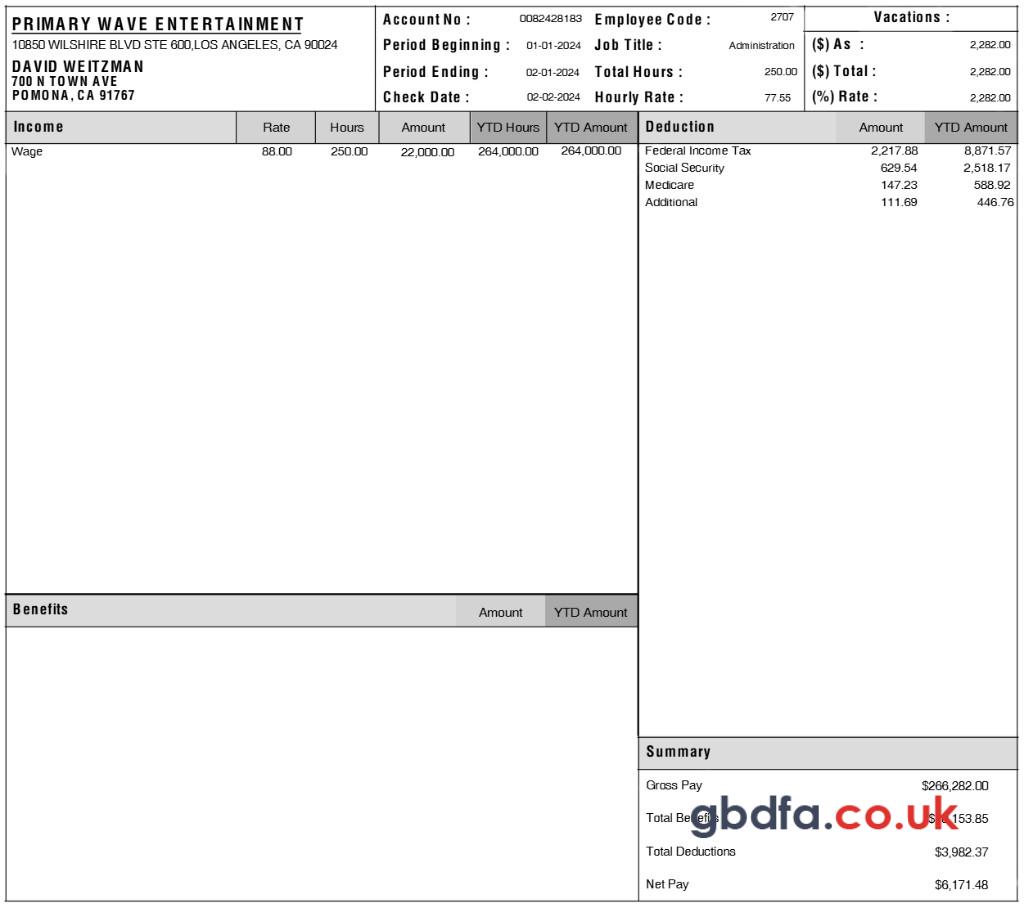 PRIMARY WAVE ENTERTAINMENT
10850 WILSHIRE BLVD STE 600,LOS ANGELES, CA 90024
DAVID WEITZMAN
700 N TOWN AVE
POMONA, CA 91767
Account No : 0082428183
Period Beginning : 01-01-2024
Period Ending : 02-01-2024
Check Date : 02-02-2024
Employee Code : 2707
Job Title : Administration
Total Hours : 250.00
Hourly Rate : 77.55
Vacations :
($) As : 2,282.00
($) Total : 2,282.00
(%) Rate : 2,282.00
Income Rate Hours Amount YTD Hours YTD Amount
Wage 88.00 250.00 22,000.00 264,000.00 264,000.00
Deduction Amount YTD Amount
Federal Income Tax 2,217.88 8,871.57
Social Security 629.54 2,518.17
Medicare 147.23 588.92
Additional 111.69 446.76
Benefits Amount YTD Amount
Summary
Gross Pay $266,282.00
Total Benefits
gbdfa.co.uk
Total Deductions $3,982.37
Net Pay $6,171.48